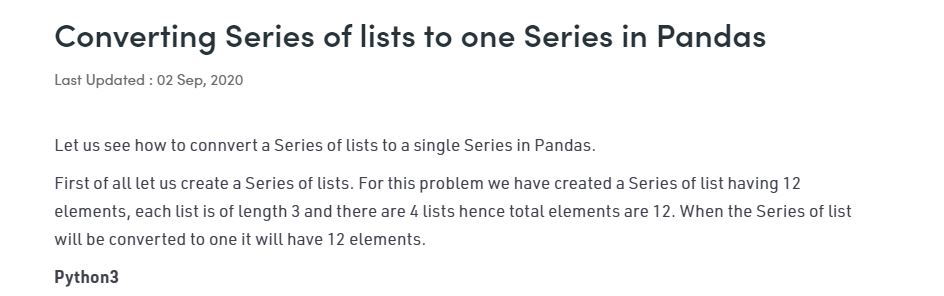 Converting Series of lists to one Series in Pandas
Last Updated : 02 Sep, 2020
Let us see how to connvert a Series of lists to a single Series in Pandas.
First of all let us create a Series of lists. For this problem we have created a Series of list having 12
elements, each list is of length 3 and there are 4 lists hence total elements are 12. When the Series of list
will be converted to one it will have 12 elements.
Python3